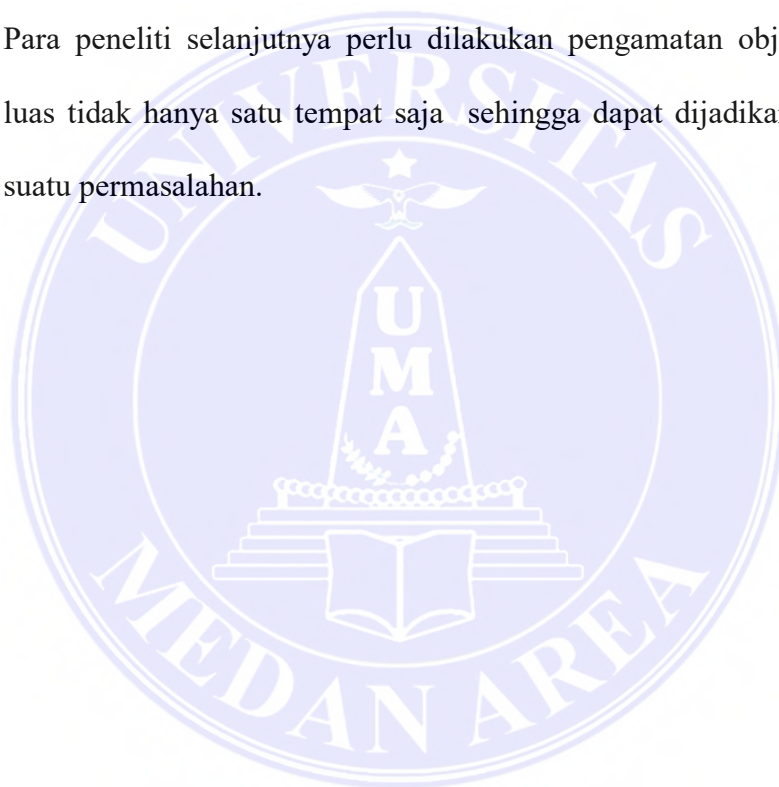 Para peneliti selanjutnya perlu dilakukan pengamatan
luas tidak hanya satu tempat saja sehingga dapat
suatu permasalahan.
UNIVERSITAS
UMA
MEDAN AREA